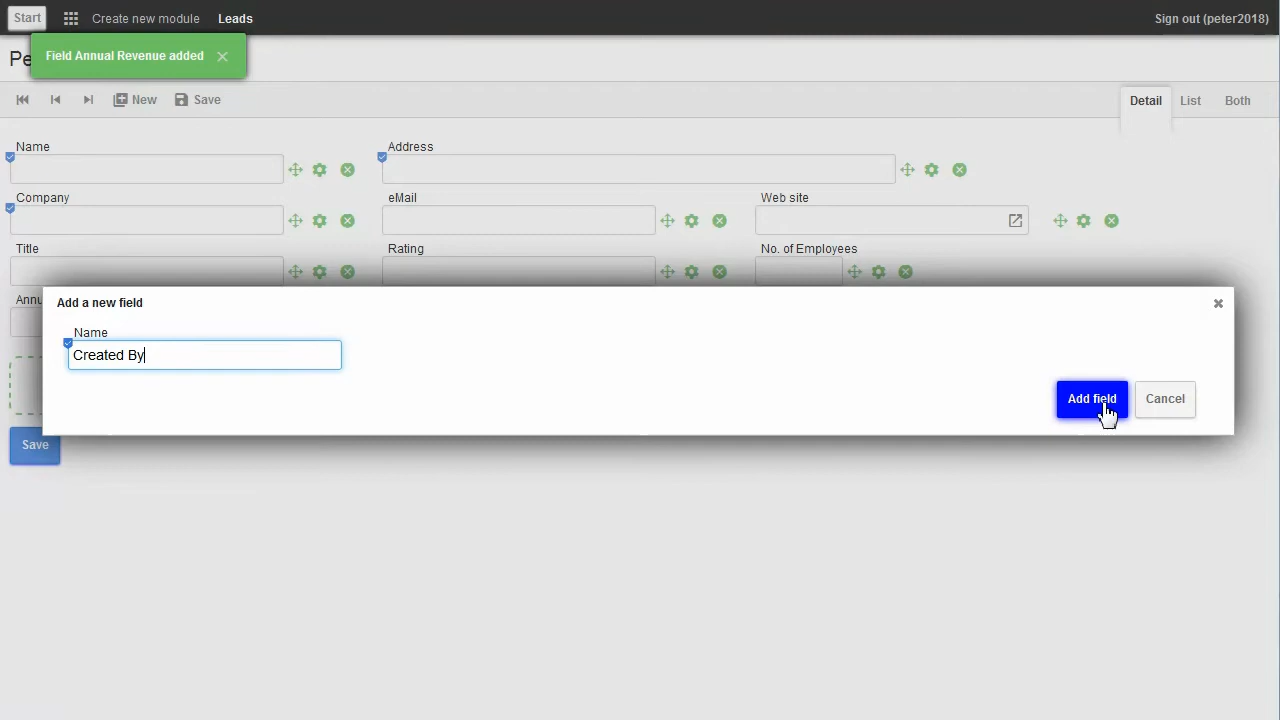 Start Create new module Leads Sign out (peter2018)
Field Annual Revenue added
New Save Detail List Both
Name Address
Company eMail Web site
Title Rating No. of Employees
Add a new field
Name
Created By
Add field Cancel
Save